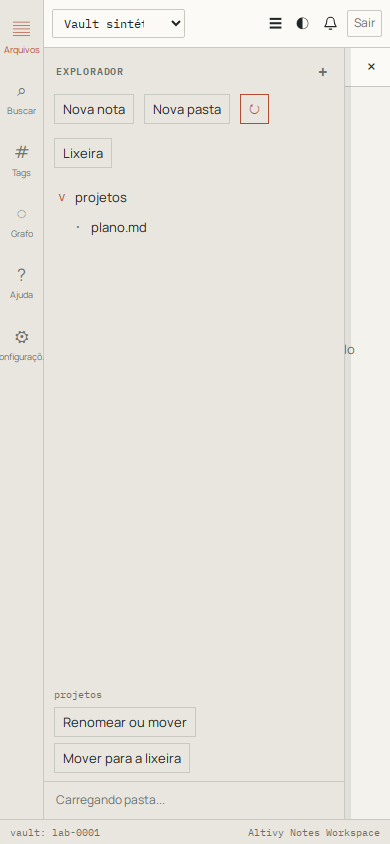 Vault sintét
Sair
Arquivos
Buscar
Tags
Grafo
Ajuda
onfiguraçõ
EXPLORADOR
Nova nota
Nova pasta
Lixeira
projetos
plano.md
lo
projetos
Renomear ou mover
Mover para a lixeira
Carregando pasta...
vault: lab-0001
Altivy Notes Workspace